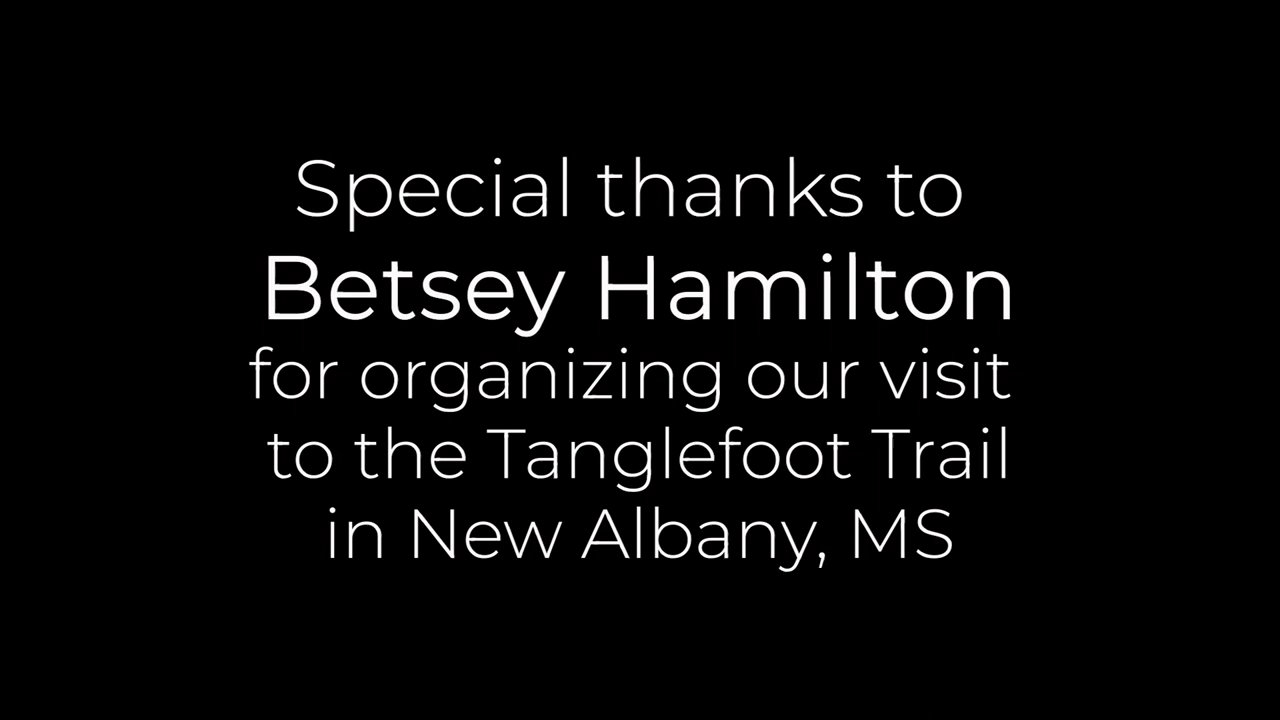 Special thanks to
Betsey Hamilton
for organizing our visit
to the Tanglefoot Trail
in New Albany, MS